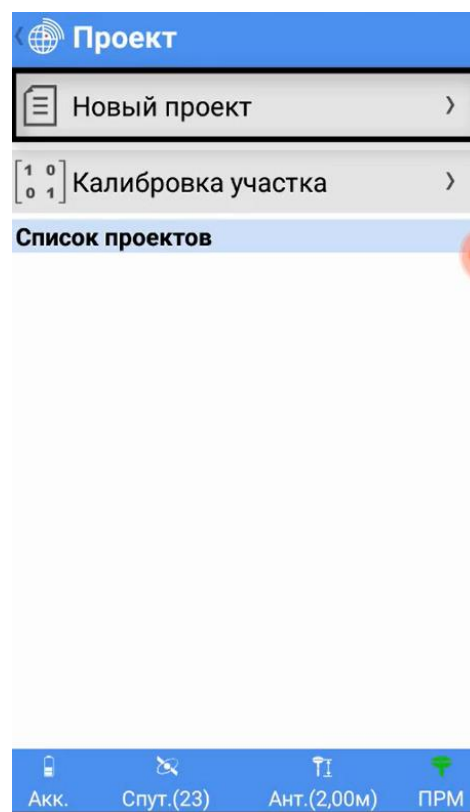 Проект
Новый проект
1 0
0 1
Калибровка участка
Список проектов
Акк. Спут.(23) Ант.(2,00м) ПРМ